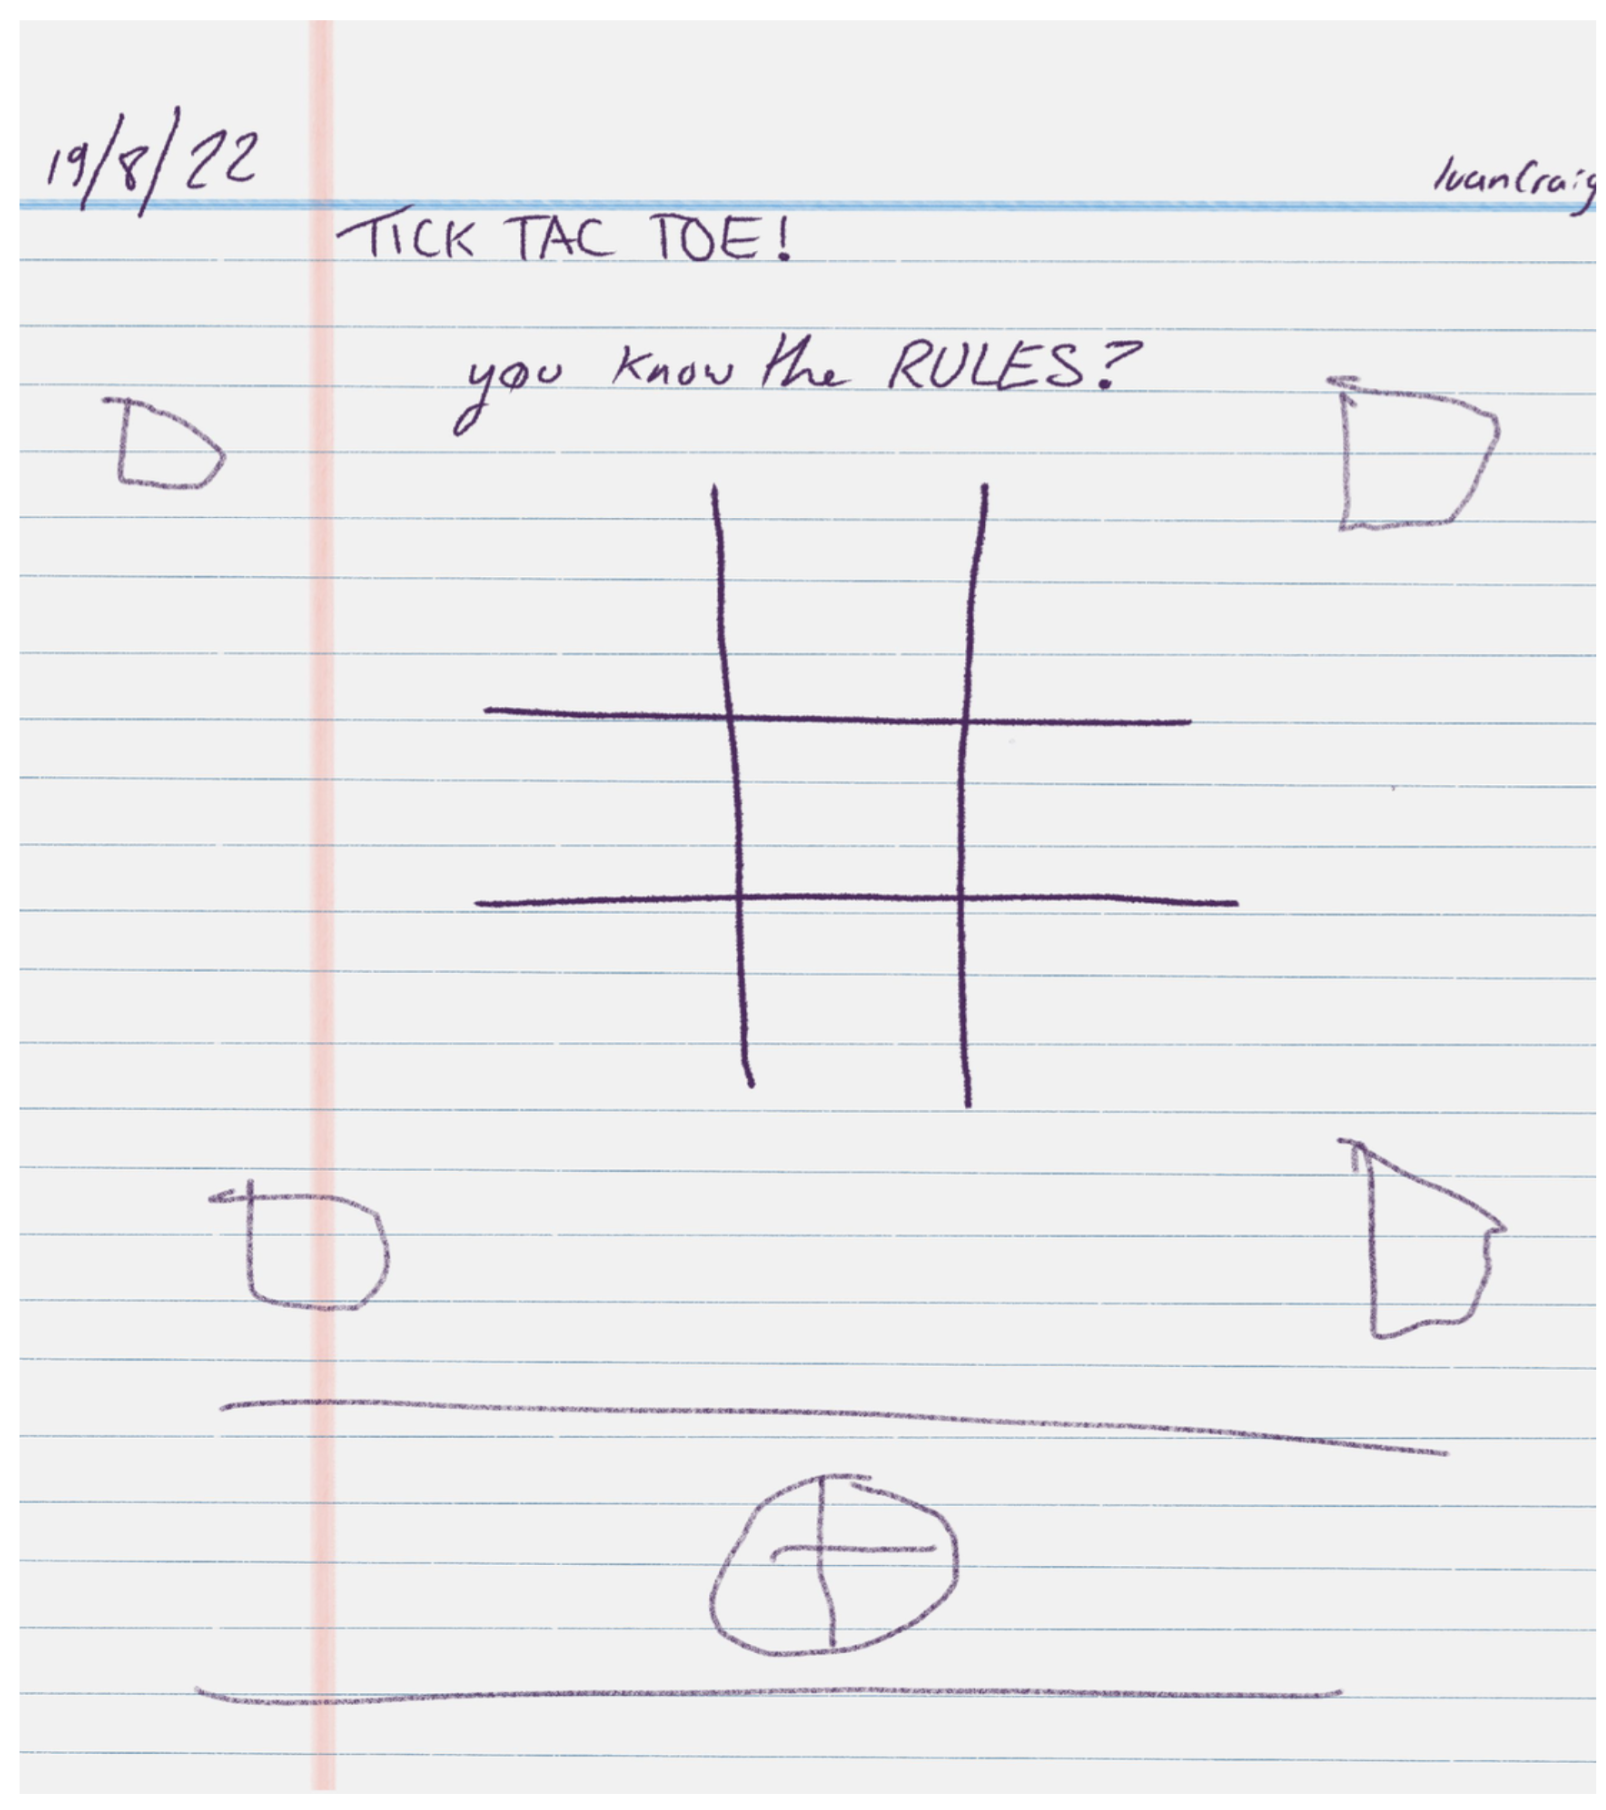 19/8/22
IvanCraig
TICK TAC TOE!
you know the RULES?
D
D
D
D